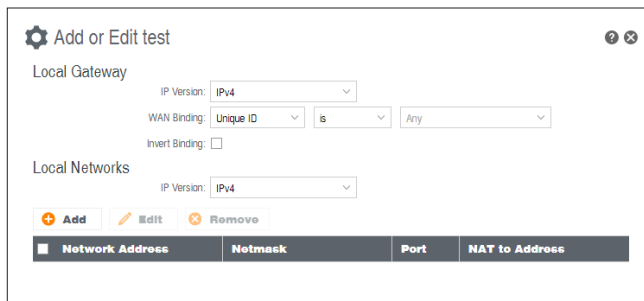 Add or Edit test
Local Gateway
IP Version: IPv4
WAN Binding: Unique ID is Any
Invert Binding:
Local Networks
IP Version: IPv4
Add Edit Remove
Network Address Netmask Port NAT to Address